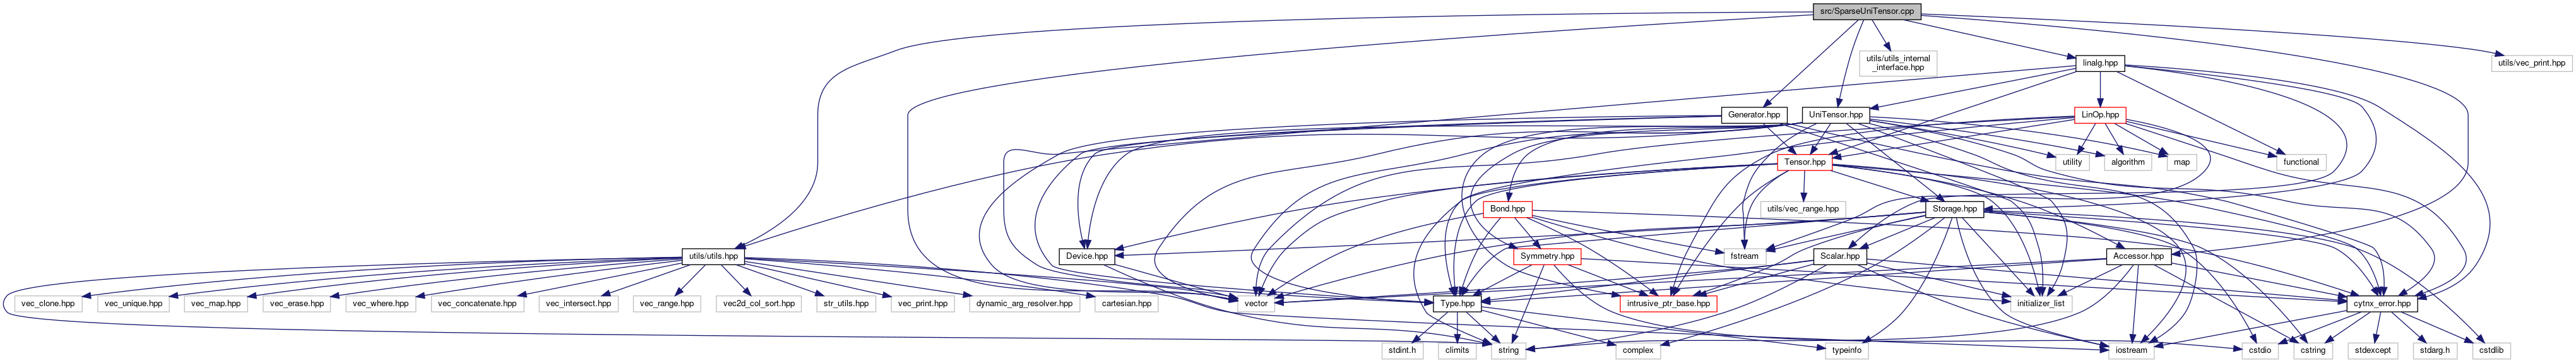 src/SparseUniTensor.cpp
utils/utils_internal
_interface.hpp
linalg.hpp
utils/vec_print.hpp
Generator.hpp
UniTensor.hpp
LinOp.hpp
Tensor.hpp
utility
algorithm
map
functional
utils/vec_range.hpp
Bond.hpp
Storage.hpp
utils/utils.hpp
Device.hpp
Symmetry.hpp
fstream
Scalar.hpp
Accessor.hpp
vec_clone.hpp
vec_unique.hpp
vec_map.hpp
vec_erase.hpp
vec_where.hpp
vec_concatenate.hpp
vec_intersect.hpp
vec_range.hpp
vec2d_col_sort.hpp
str_utils.hpp
vec_print.hpp
dynamic_arg_resolver.hpp
cartesian.hpp
vector
Type.hpp
intrusive_ptr_base.hpp
initializer_list
cytnx_error.hpp
stdint.h
climits
string
complex
typeinfo
iostream
cstdio
cstring
stdexcept
stdarg.h
cstdlib